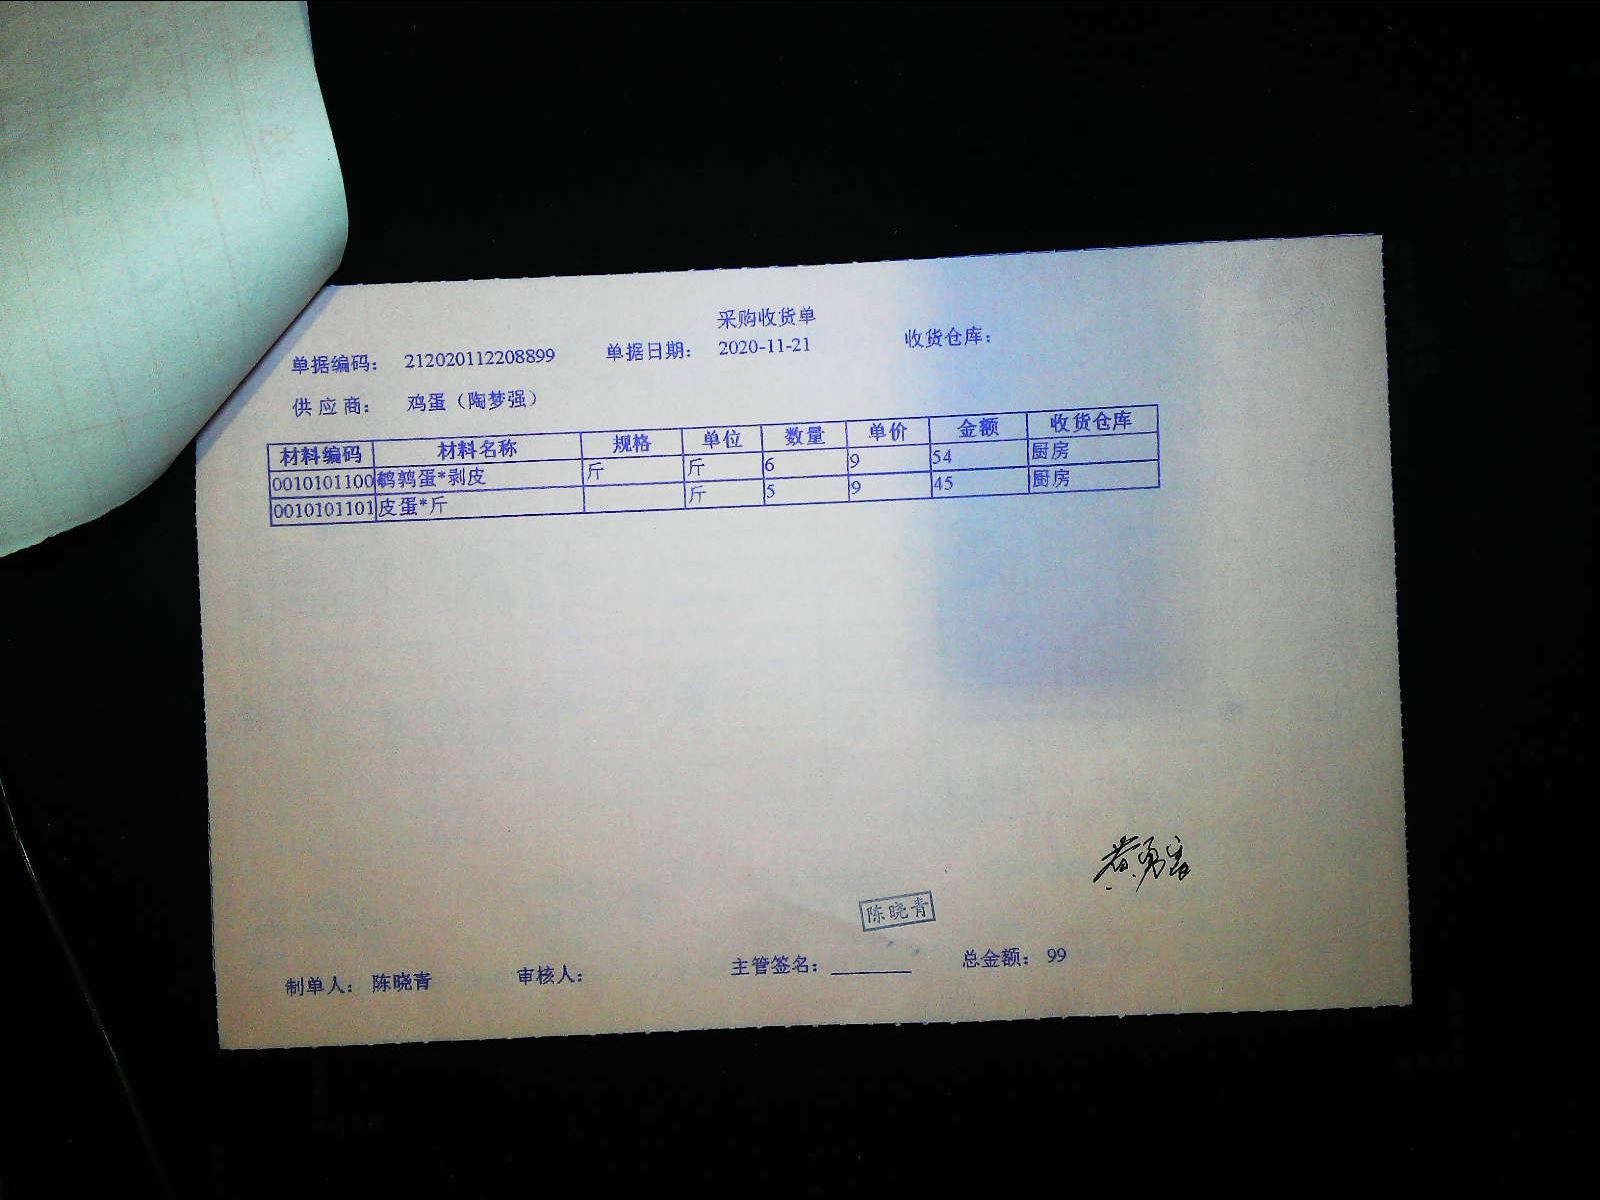 采购收货单
单据编码： 212020112208899 单据日期： 2020-11-21 收货仓库：
供应商： 鸡蛋（陶梦强）
材料编码 材料名称 规格 单位 数量 单价 金额 收货仓库
0010101100 鹌鹑蛋*剥皮 斤 斤 6 9 54 厨房
0010101101 皮蛋*斤 斤 5 9 45 厨房
陈晓青
制单人： 陈晓青 审核人： 主管签名： 总金额： 99